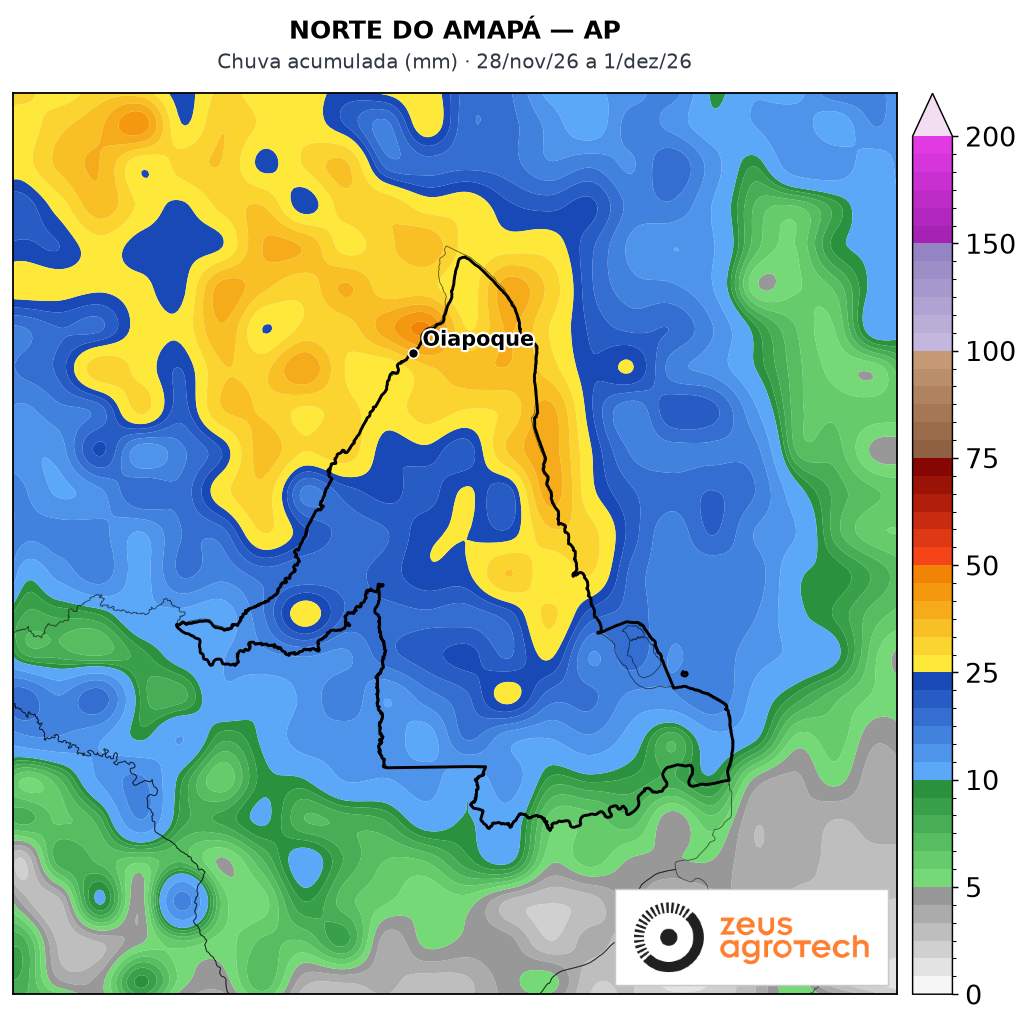 NORTE DO AMAPÁ — AP
Chuva acumulada (mm) · 28/nov/26 a 1/dez/26
Oiapoque
200
150
100
75
50
25
10
5
0
zeus
agrotech